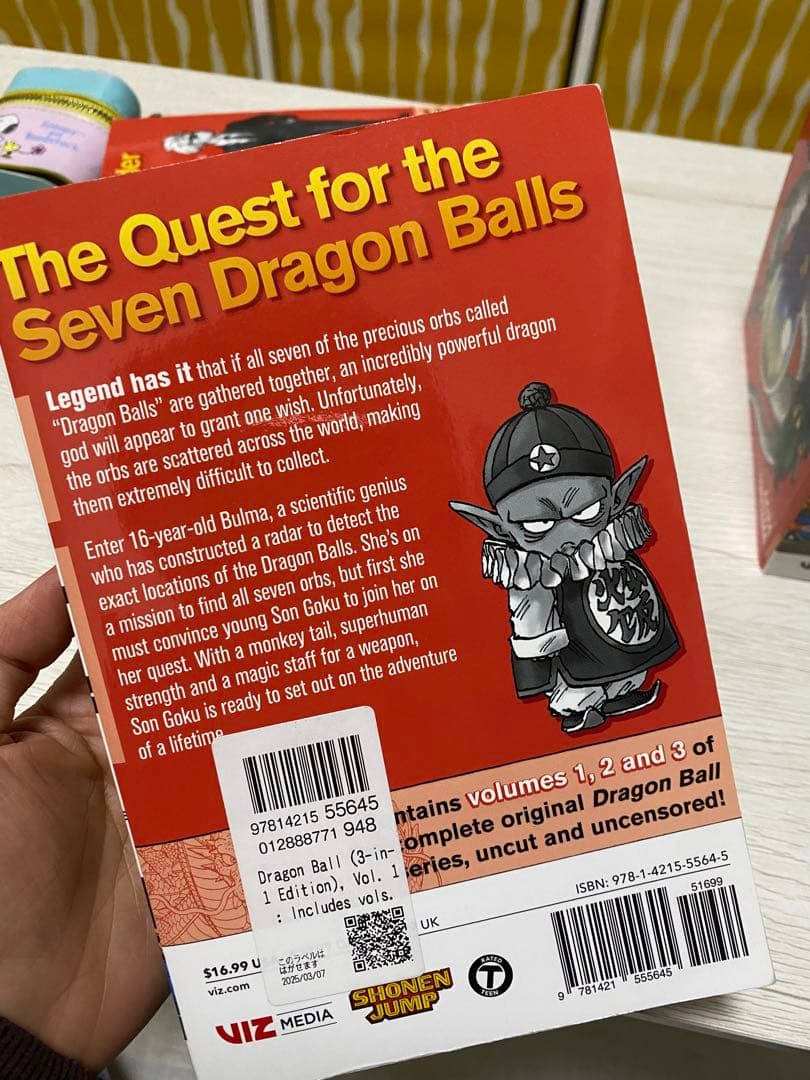 The Quest for the
Seven Dragon Balls
Legend has it that if all seven of the precious orbs called
“Dragon Balls” are gathered together, an incredibly powerful dragon
god will appear to grant one wish. Unfortunately,
the orbs are scattered across the world, making
them extremely difficult to collect.
Enter 16-year-old Bulma, a scientific genius
who has constructed a radar to detect the
exact locations of the Dragon Balls. She’s on
a mission to find all seven orbs, but first she
must convince young Son Goku to join her on
her quest. With a monkey tail, superhuman
strength and a magic staff for a weapon,
Son Goku is ready to set out on the adventure
of a lifetime
ntains volumes 1, 2 and 3 of
omplete original Dragon Ball
series, uncut and uncensored!
97814215 55645
012888771 948
Dragon Ball (3-in-
1 Edition), Vol. 1
: Includes vols.
このラベルは
はがせます
2025/03/07
ISBN: 978-1-4215-5564-5
51699
9 781421 555645
UK
$16.99 U
viz.com
VIZ MEDIA
SHONEN
JUMP
RATED
T
TEEN